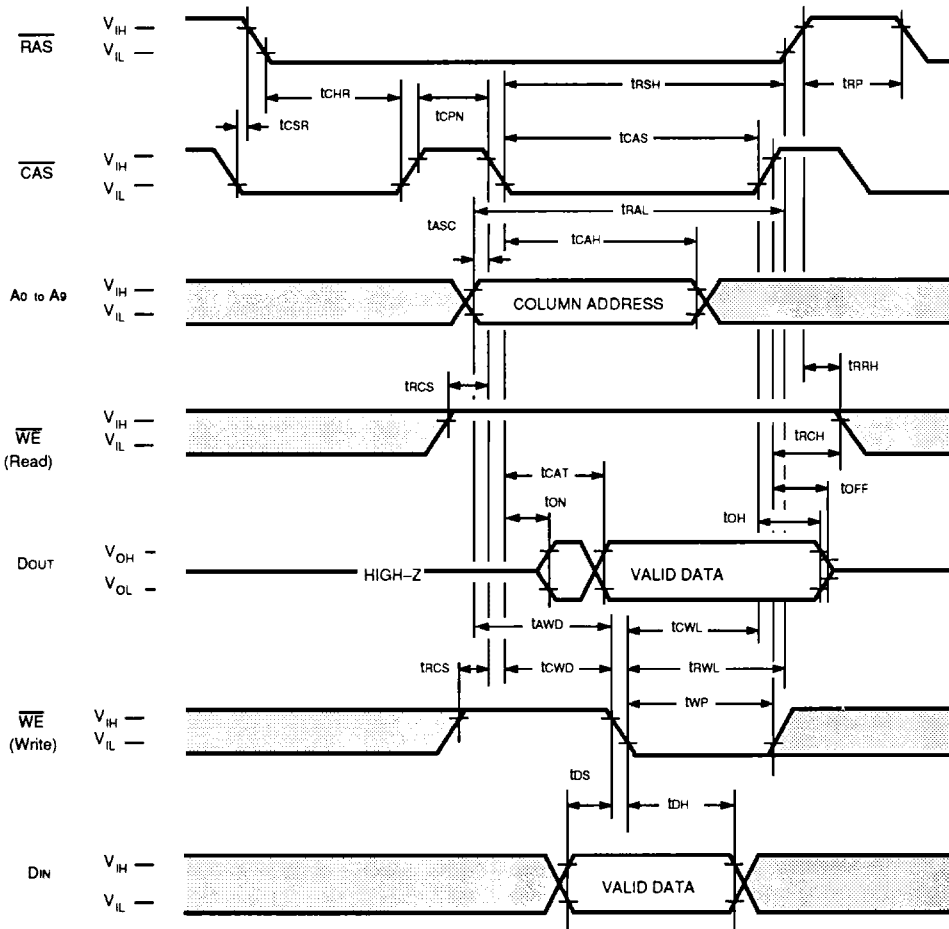 RAS
VIH
VIL
tCHR
tCPN
tRSH
tRP
tCSR
tCAS
CAS
VIH
VIL
tASC
tRAL
tCAH
A0 to A9
VIH
VIL
COLUMN ADDRESS
tRCS
tRRH
WE
(Read)
VIH
VIL
tRCH
tCAT
tOFF
tON
tOH
DOUT
VOH
VOL
HIGH–Z
VALID DATA
tAWD
tCWL
tRCS
tCWD
tRWL
WE
(Write)
VIH
VIL
tWP
tDS
tDH
DIN
VIH
VIL
VALID DATA